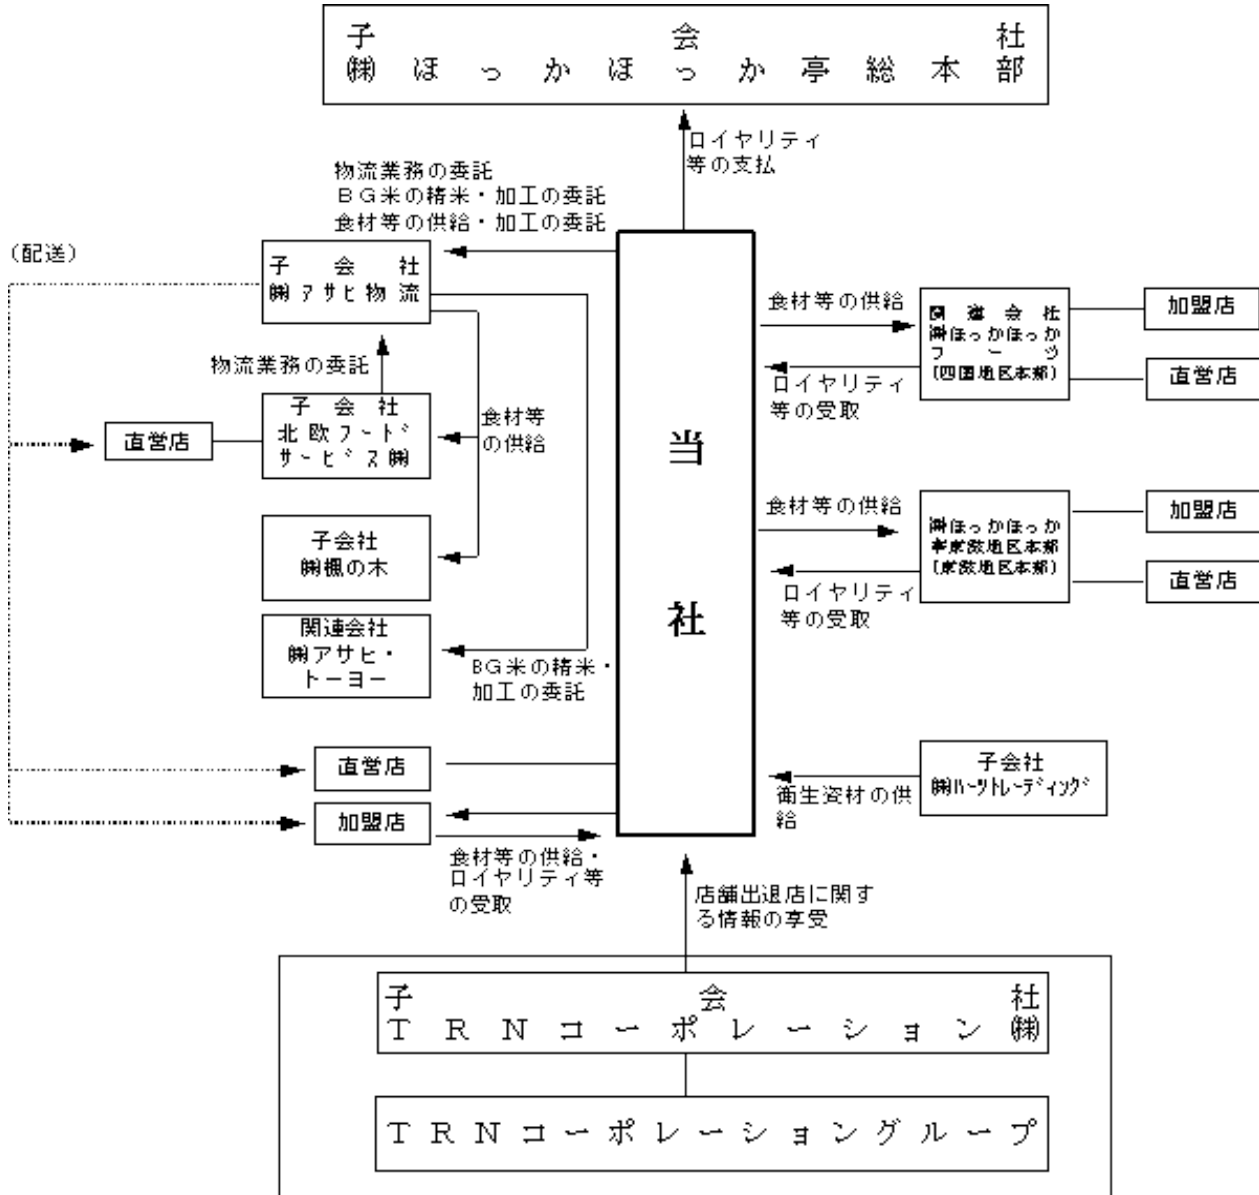 子会社
㈱ほっかほっか亭総本部
ロイヤリティ
等の支払
物流業務の委託
ＢＧ米の精米・加工の委託
食材等の供給・加工の委託
（配送）
子会社
㈱アサヒ物流
物流業務の委託
子会社
北欧フード
サービス㈱
直営店
食材等
の供給
子会社
㈱楓の木
関連会社
㈱アサヒ・
トーヨー
BG米の精米・
加工の委託
直営店
加盟店
食材等の供給・
ロイヤリティ等
の受取
当
社
食材等の供給
関連会社
㈱ほっかほっか
フーヅ
(四国地区本部)
加盟店
直営店
ロイヤリティ
等の受取
食材等の供給
㈱ほっかほっか
地区本部
地区本部)
加盟店
直営店
ロイヤリティ
等の受取
子会社
㈱ハーツトレーディング
衛生資材の供
給
店舗出退店に関す
る情報の享受
子会社
ＴＲＮコーポレーション㈱
ＴＲＮコーポレーショングループ